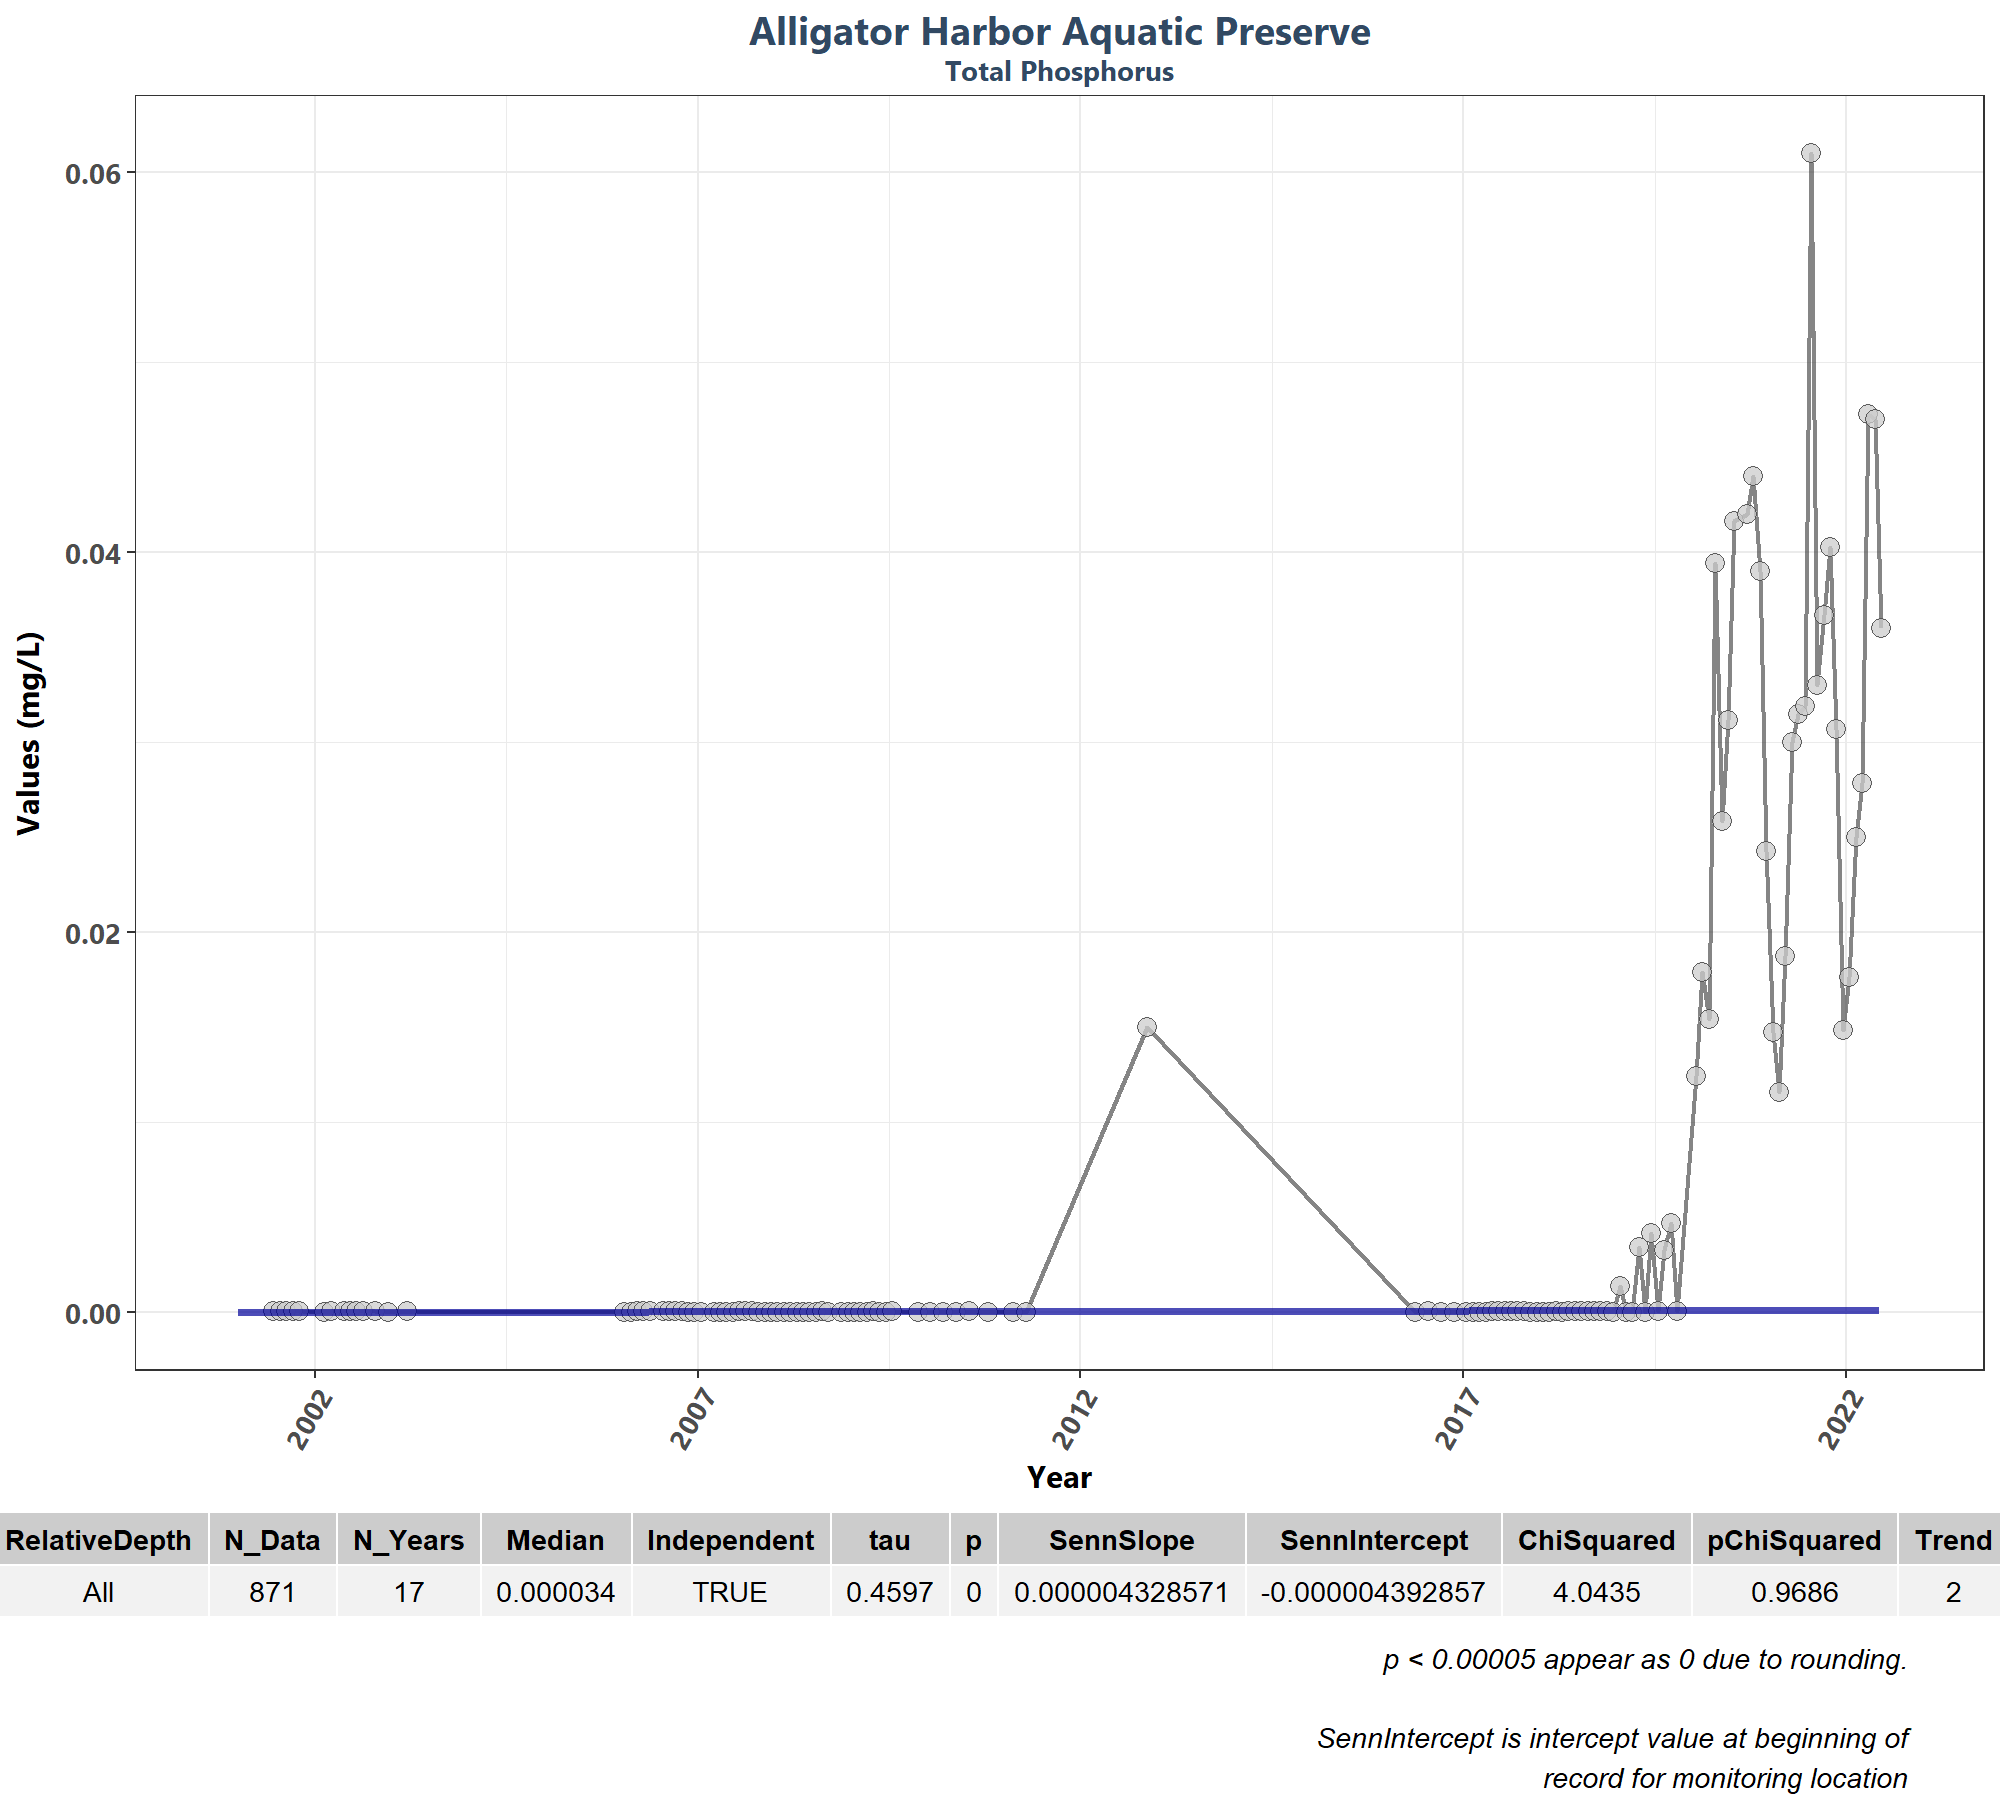 Alligator Harbor Aquatic Preserve
Total Phosphorus
Values (mg/L)
0.06
0.04
0.02
0.00
2002 2007 2012 2017 2022
Year
RelativeDepth N_Data N_Years Median Independent tau p SennSlope SennIntercept ChiSquared pChiSquared Trend
All 871 17 0.000034 TRUE 0.4597 0 0.000004328571 -0.000004392857 4.0435 0.9686 2
p < 0.00005 appear as 0 due to rounding.
SennIntercept is intercept value at beginning of
record for monitoring location